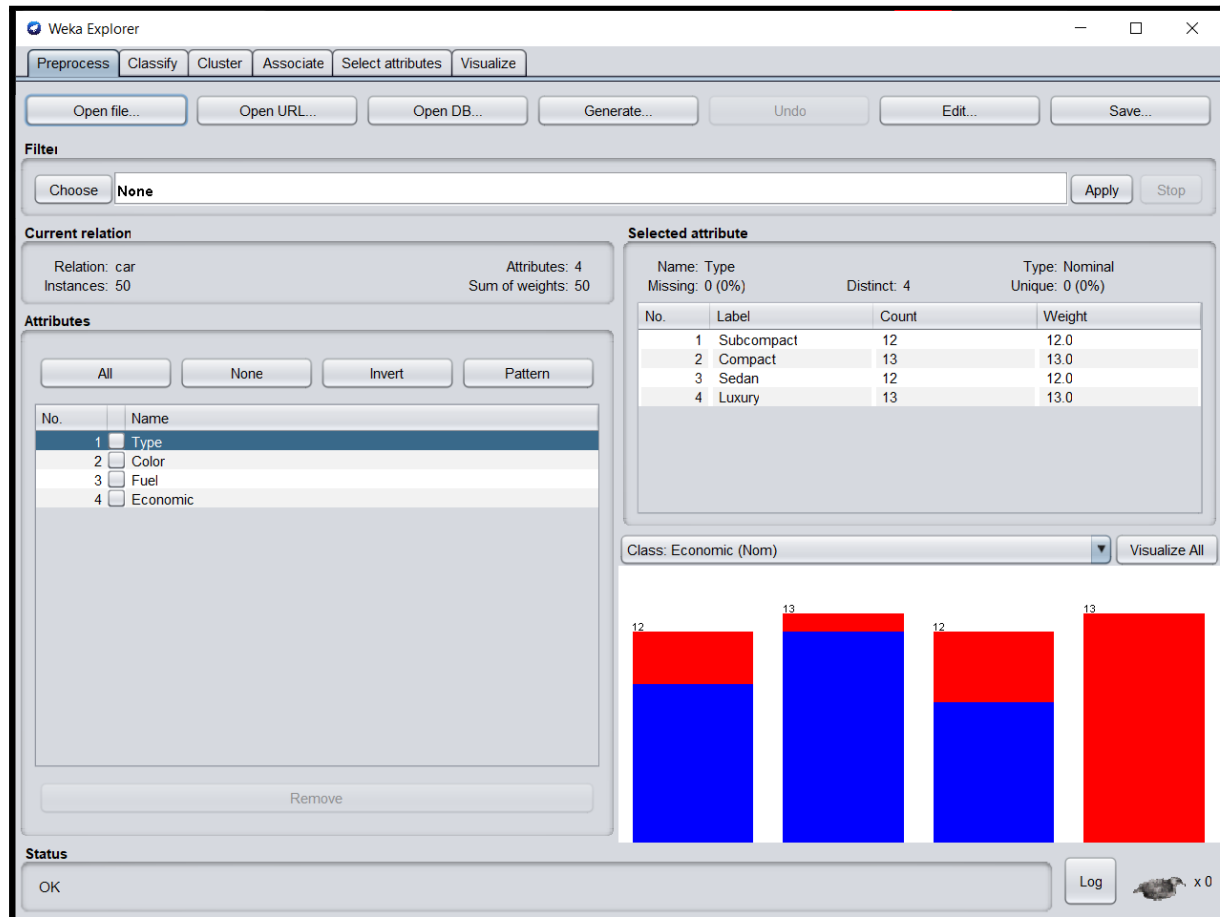 Weka Explorer
Preprocess Classify Cluster Associate Select attributes Visualize
Open file... Open URL... Open DB... Generate... Undo Edit... Save...
Filter
Choose None Apply Stop
Current relation
Relation: car Attributes: 4
Instances: 50 Sum of weights: 50
Attributes
All None Invert Pattern
No. Name
1 Type
2 Color
3 Fuel
4 Economic
Remove
Selected attribute
Name: Type Type: Nominal
Missing: 0 (0%) Distinct: 4 Unique: 0 (0%)
No. Label Count Weight
1 Subcompact 12 12.0
2 Compact 13 13.0
3 Sedan 12 12.0
4 Luxury 13 13.0
Class: Economic (Nom) Visualize All
12 13 12 13
Status
OK Log x 0